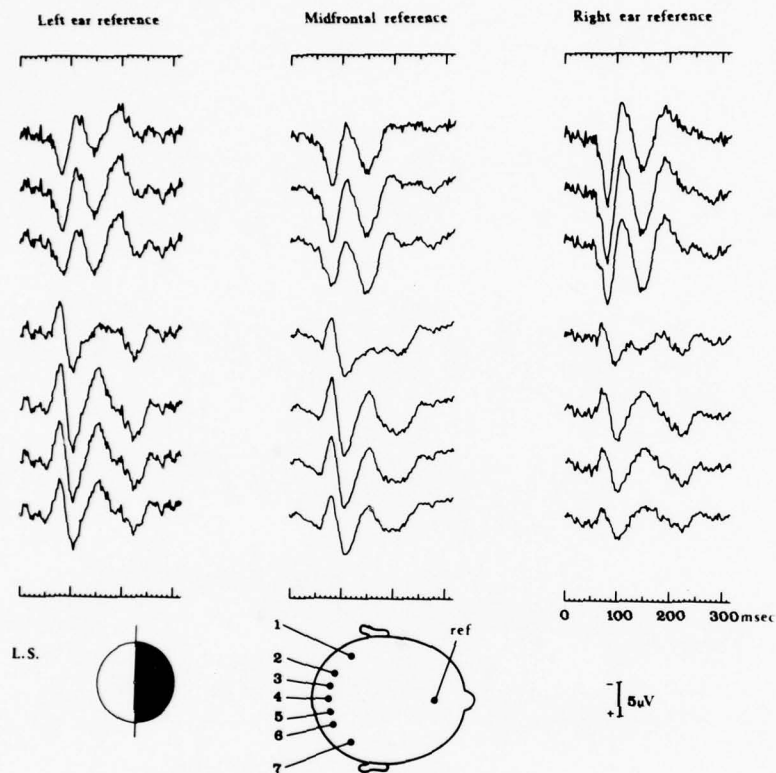 Left ear reference
Midfrontal reference
Right ear reference
0 100 200 300 msec
L.S.
1
2
3
4
5
6
7
ref
-
+
5µV